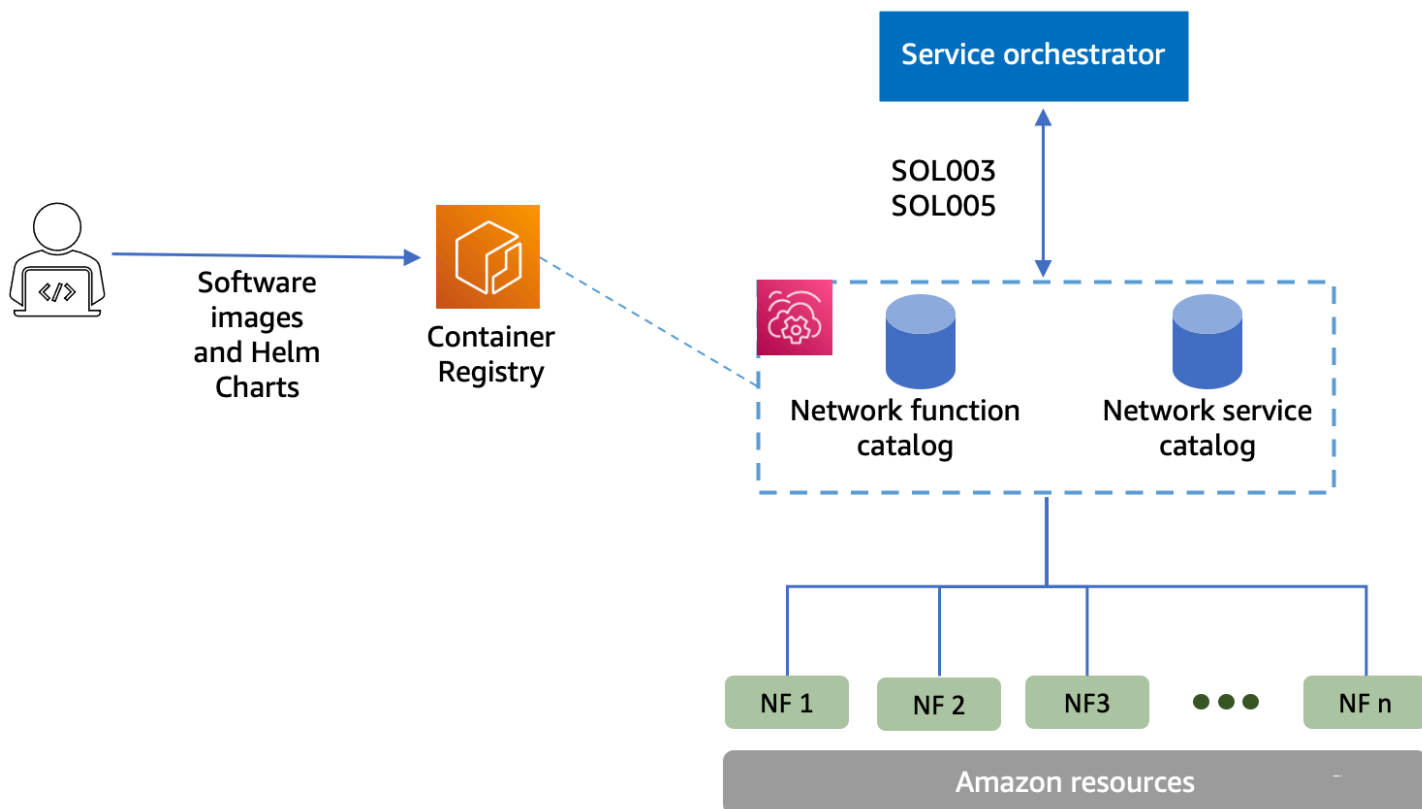 Service orchestrator
SOL003
SOL005
</>
Software
images
and Helm
Charts
Container
Registry
Network function
catalog
Network service
catalog
NF 1
NF 2
NF3
NF n
Amazon resources